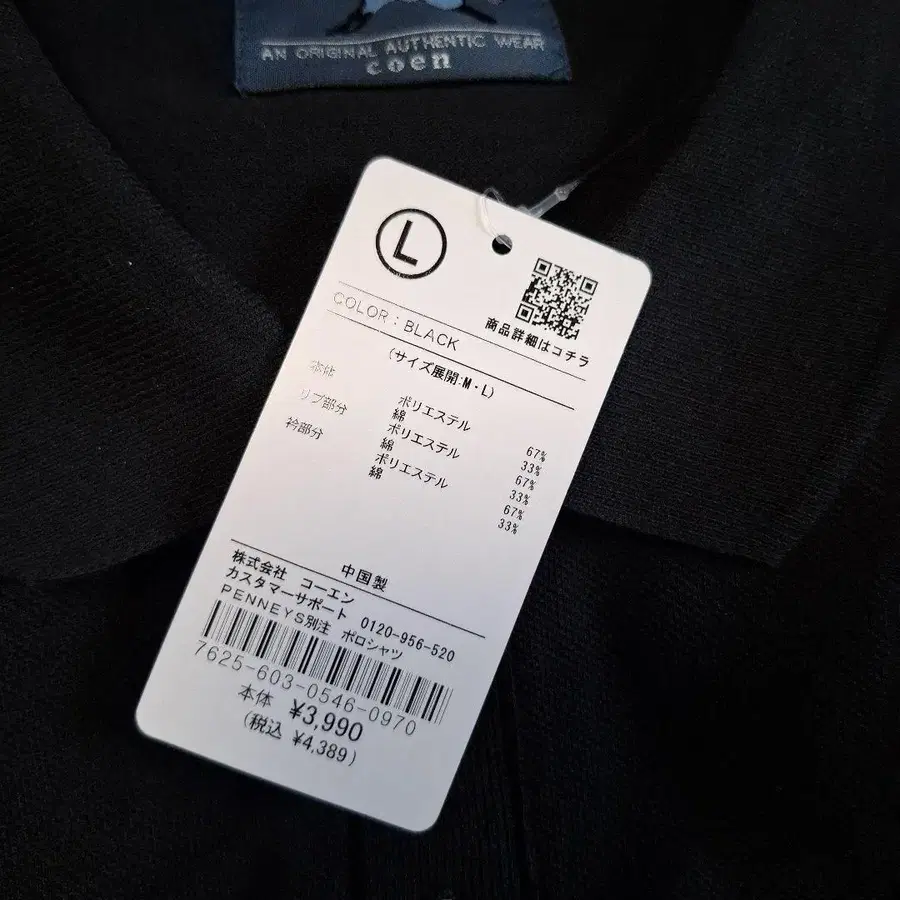 AN ORIGINAL AUTHENTIC WEAR
coen
L
商品詳細はコチラ
COLOR : BLACK
(サイズ展開:M・L)
本体 ポリエステル 67%
綿 33%
リブ部分 ポリエステル 67%
綿 33%
衿部分 ポリエステル 67%
綿 33%
中国製
株式会社 コーエン
カスタマーサポート 0120-956-520
PENNEYS別注 ポロシャツ
7625-603-0546-0970
本体 ¥3,990
(税込 ¥4,389)